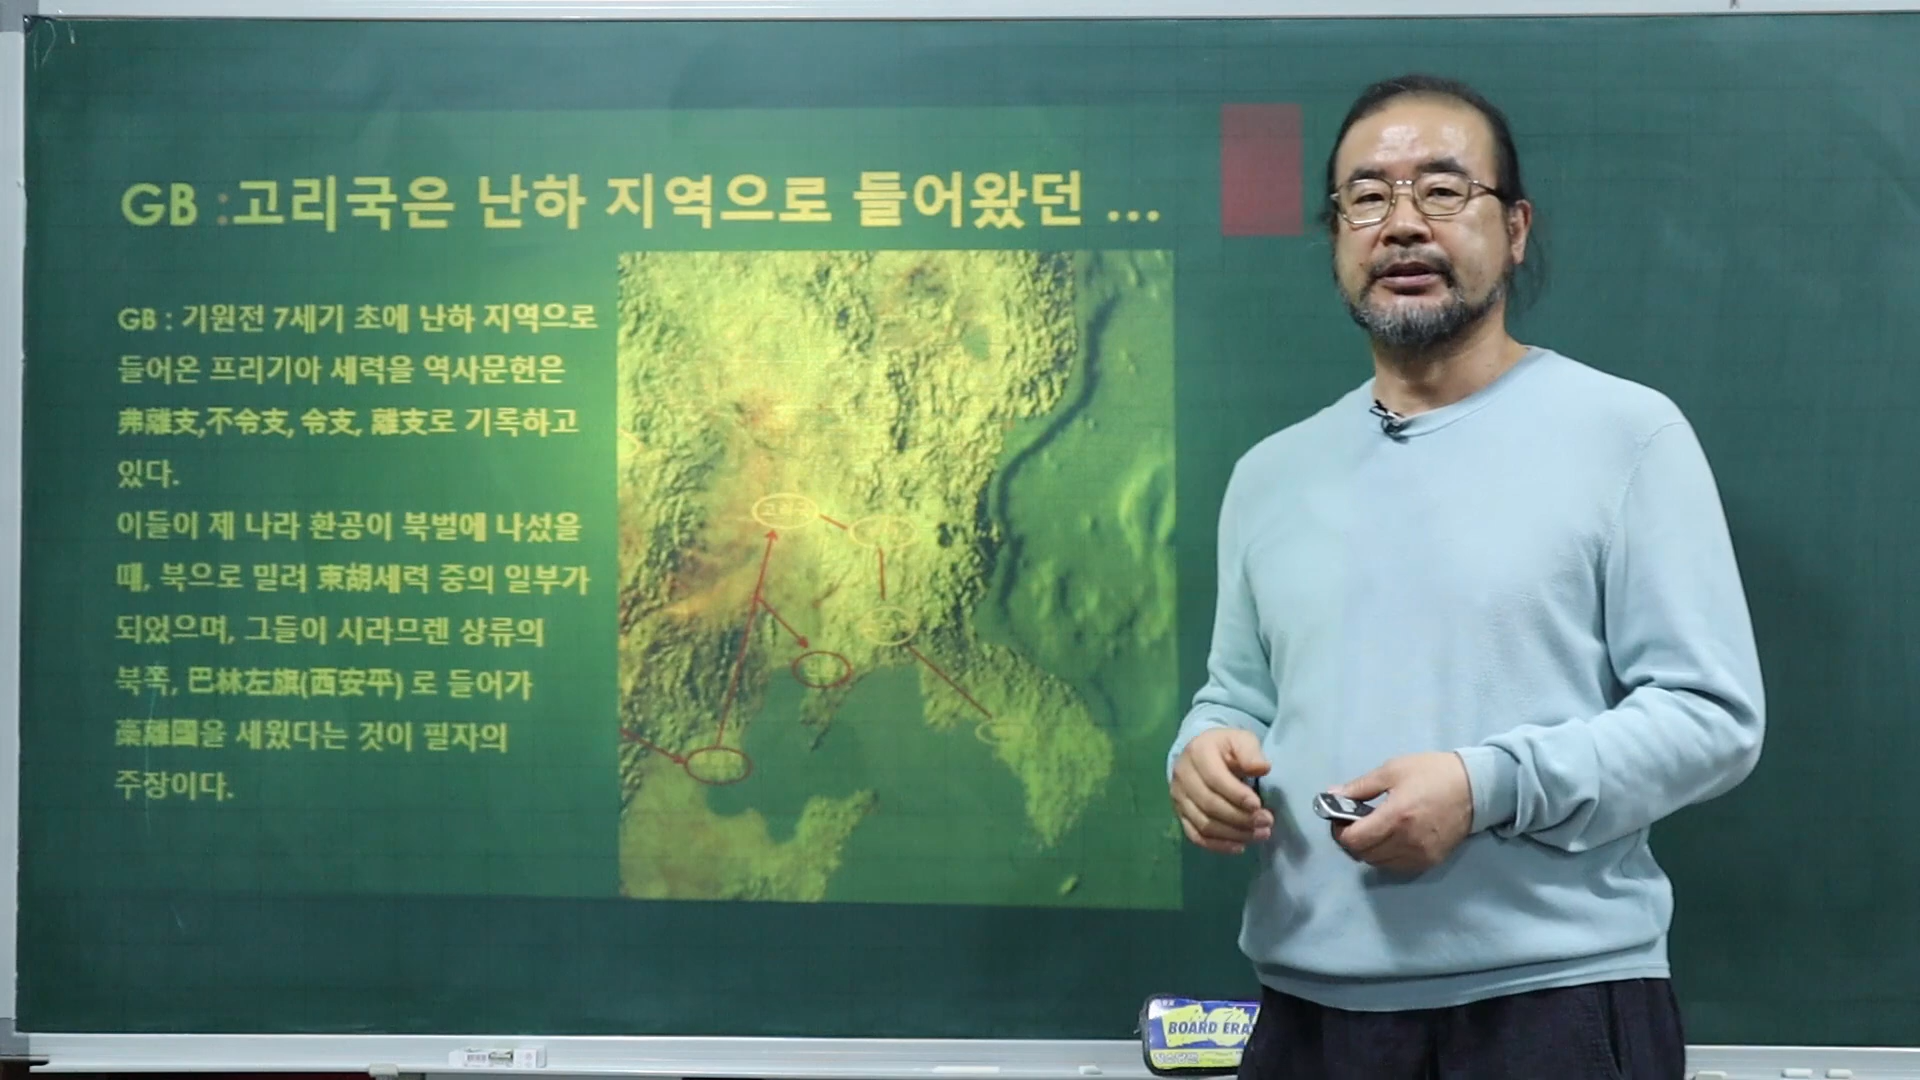 GB :고리국은 난하 지역으로 들어왔던 ...
GB : 기원전 7세기 초에 난하 지역으로
들어온 프리기아 세력을 역사문헌은
弗離支,不令支, 令支, 離支로 기록하고
있다.
이들이 제 나라 환공이 북벌에 나섰을
때, 북으로 밀려 東胡세력 중의 일부가
되었으며, 그들이 시라므렌 상류의
북쪽, 巴林左旗(西安平) 로 들어가
槀離國을 세웠다는 것이 필자의
주장이다.
고리국
BOARD ERA